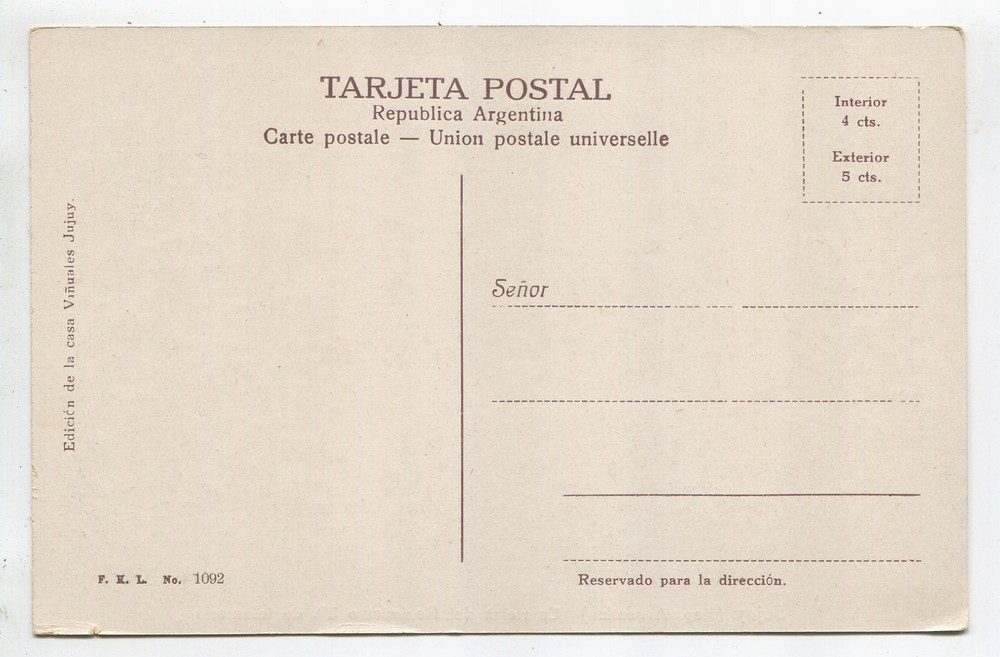 TARJETA POSTAL
Republica Argentina
Carte postale — Union postale universelle
Interior
4 cts.
Exterior
5 cts.
Edición de la casa Viñuales Jujuy.
Señor
F. K. L. No. 1092
Reservado para la dirección.